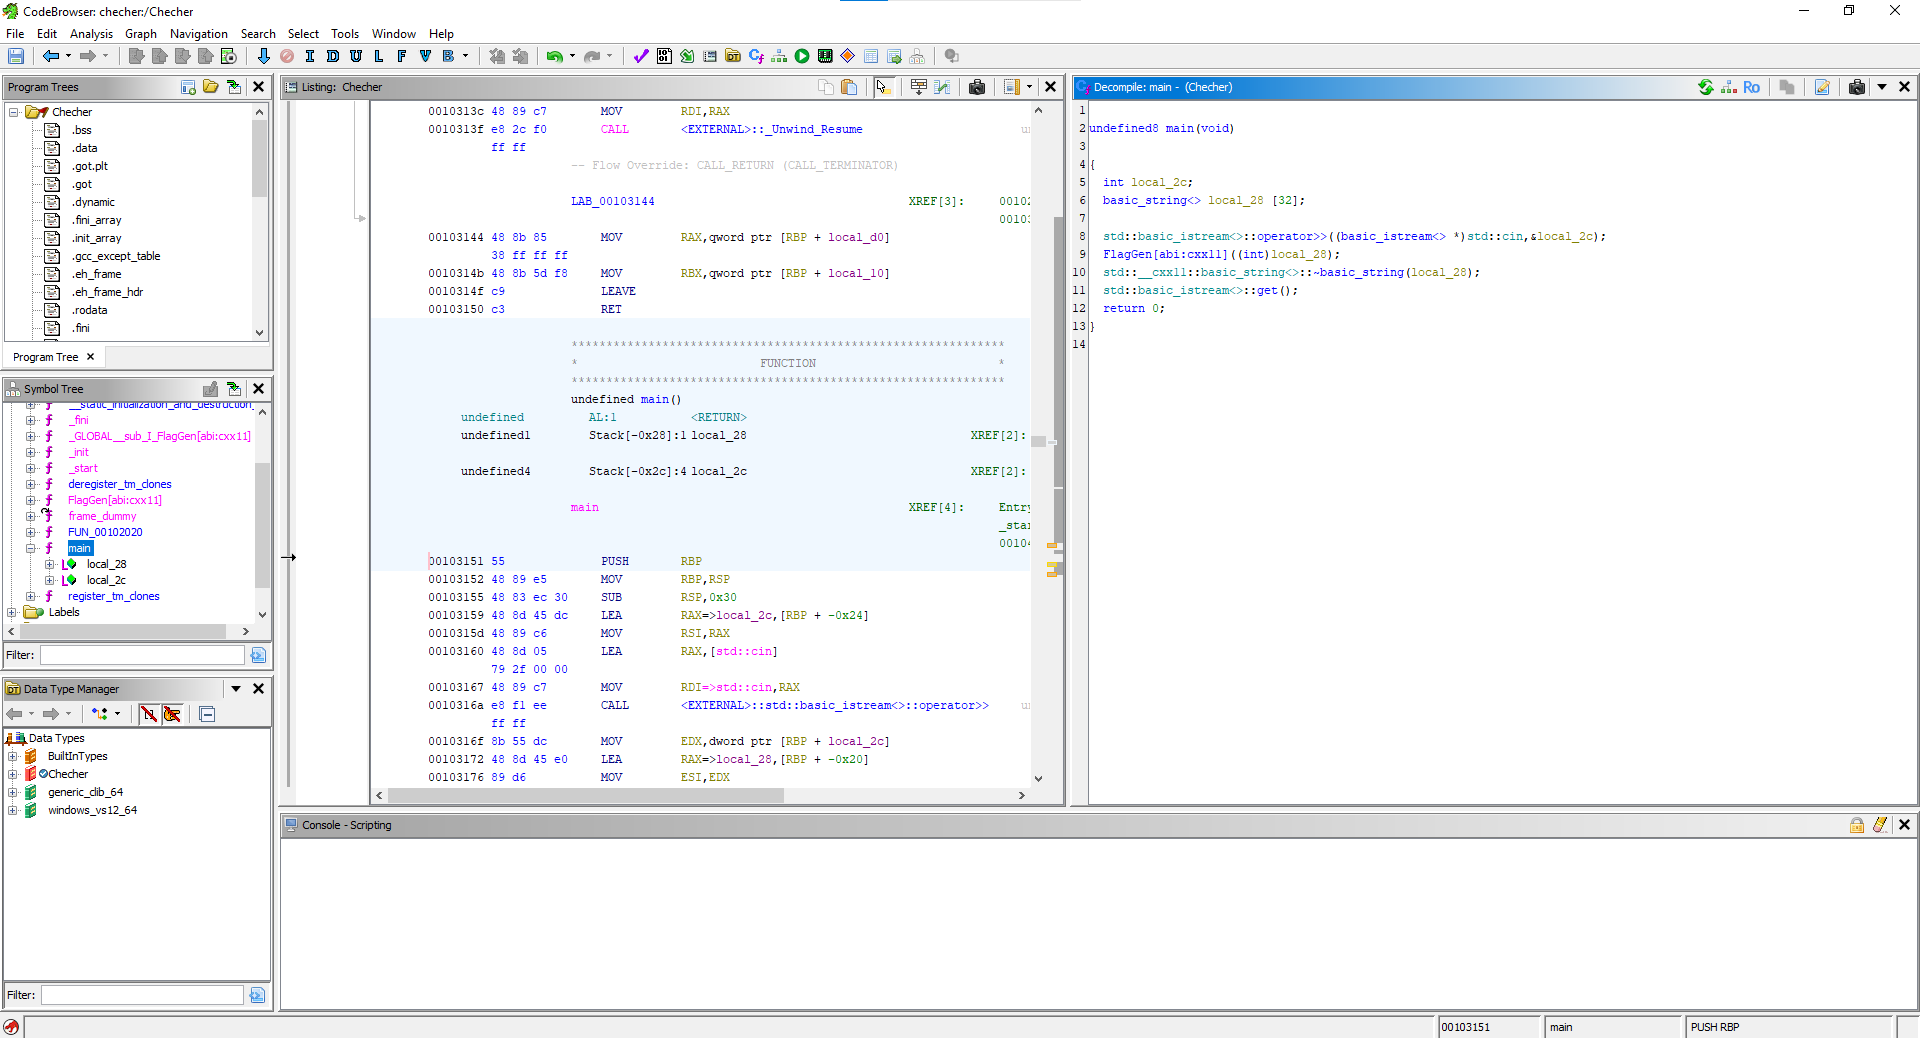 CodeBrowser: checher:/Checher
File Edit Analysis Graph Navigation Search Select Tools Window Help
I D U L F V B
Program Trees
Checher
.bss
.data
.got.plt
.got
.dynamic
.fini_array
.init_array
.gcc_except_table
.eh_frame
.eh_frame_hdr
.rodata
.fini
Program Tree
Symbol Tree
__static_initialization_and_destruction_
_fini
_GLOBAL__sub_I_FlagGen[abi:cxx11]
_init
_start
deregister_tm_clones
FlagGen[abi:cxx11]
frame_dummy
FUN_00102020
main
local_28
local_2c
register_tm_clones
Labels
Filter:
Data Type Manager
Data Types
BuiltInTypes
Checher
generic_clib_64
windows_vs12_64
Filter:
Listing: Checher
0010313c 48 89 c7 MOV RDI,RAX
0010313f e8 2c f0 CALL <EXTERNAL>::_Unwind_Resume
ff ff
-- Flow Override: CALL_RETURN (CALL_TERMINATOR)
LAB_00103144 XREF[3]: 00102
00103
00103144 48 8b 85 MOV RAX,qword ptr [RBP + local_d0]
38 ff ff ff
0010314b 48 8b 5d f8 MOV RBX,qword ptr [RBP + local_10]
0010314f c9 LEAVE
00103150 c3 RET
**************************************************************
* FUNCTION *
**************************************************************
undefined main()
undefined AL:1 <RETURN>
undefined1 Stack[-0x28]:1 local_28 XREF[2]:
undefined4 Stack[-0x2c]:4 local_2c XREF[2]:
main XREF[4]: Entry
_star
00104
00103151 55 PUSH RBP
00103152 48 89 e5 MOV RBP,RSP
00103155 48 83 ec 30 SUB RSP,0x30
00103159 48 8d 45 dc LEA RAX=>local_2c,[RBP + -0x24]
0010315d 48 89 c6 MOV RSI,RAX
00103160 48 8d 05 LEA RAX,[std::cin]
79 2f 00 00
00103167 48 89 c7 MOV RDI=>std::cin,RAX
0010316a e8 f1 ee CALL <EXTERNAL>::std::basic_istream<>::operator>>
ff ff
0010316f 8b 55 dc MOV EDX,dword ptr [RBP + local_2c]
00103172 48 8d 45 e0 LEA RAX=>local_28,[RBP + -0x20]
00103176 89 d6 MOV ESI,EDX
Decompile: main - (Checher)
1
2 undefined8 main(void)
3
4 {
5 int local_2c;
6 basic_string<> local_28 [32];
7
8 std::basic_istream<>::operator>>((basic_istream<> *)std::cin,&local_2c);
9 FlagGen[abi:cxx11]((int)local_28);
10 std::__cxx11::basic_string<>::~basic_string(local_28);
11 std::basic_istream<>::get();
12 return 0;
13 }
14
Console - Scripting
00103151 main PUSH RBP